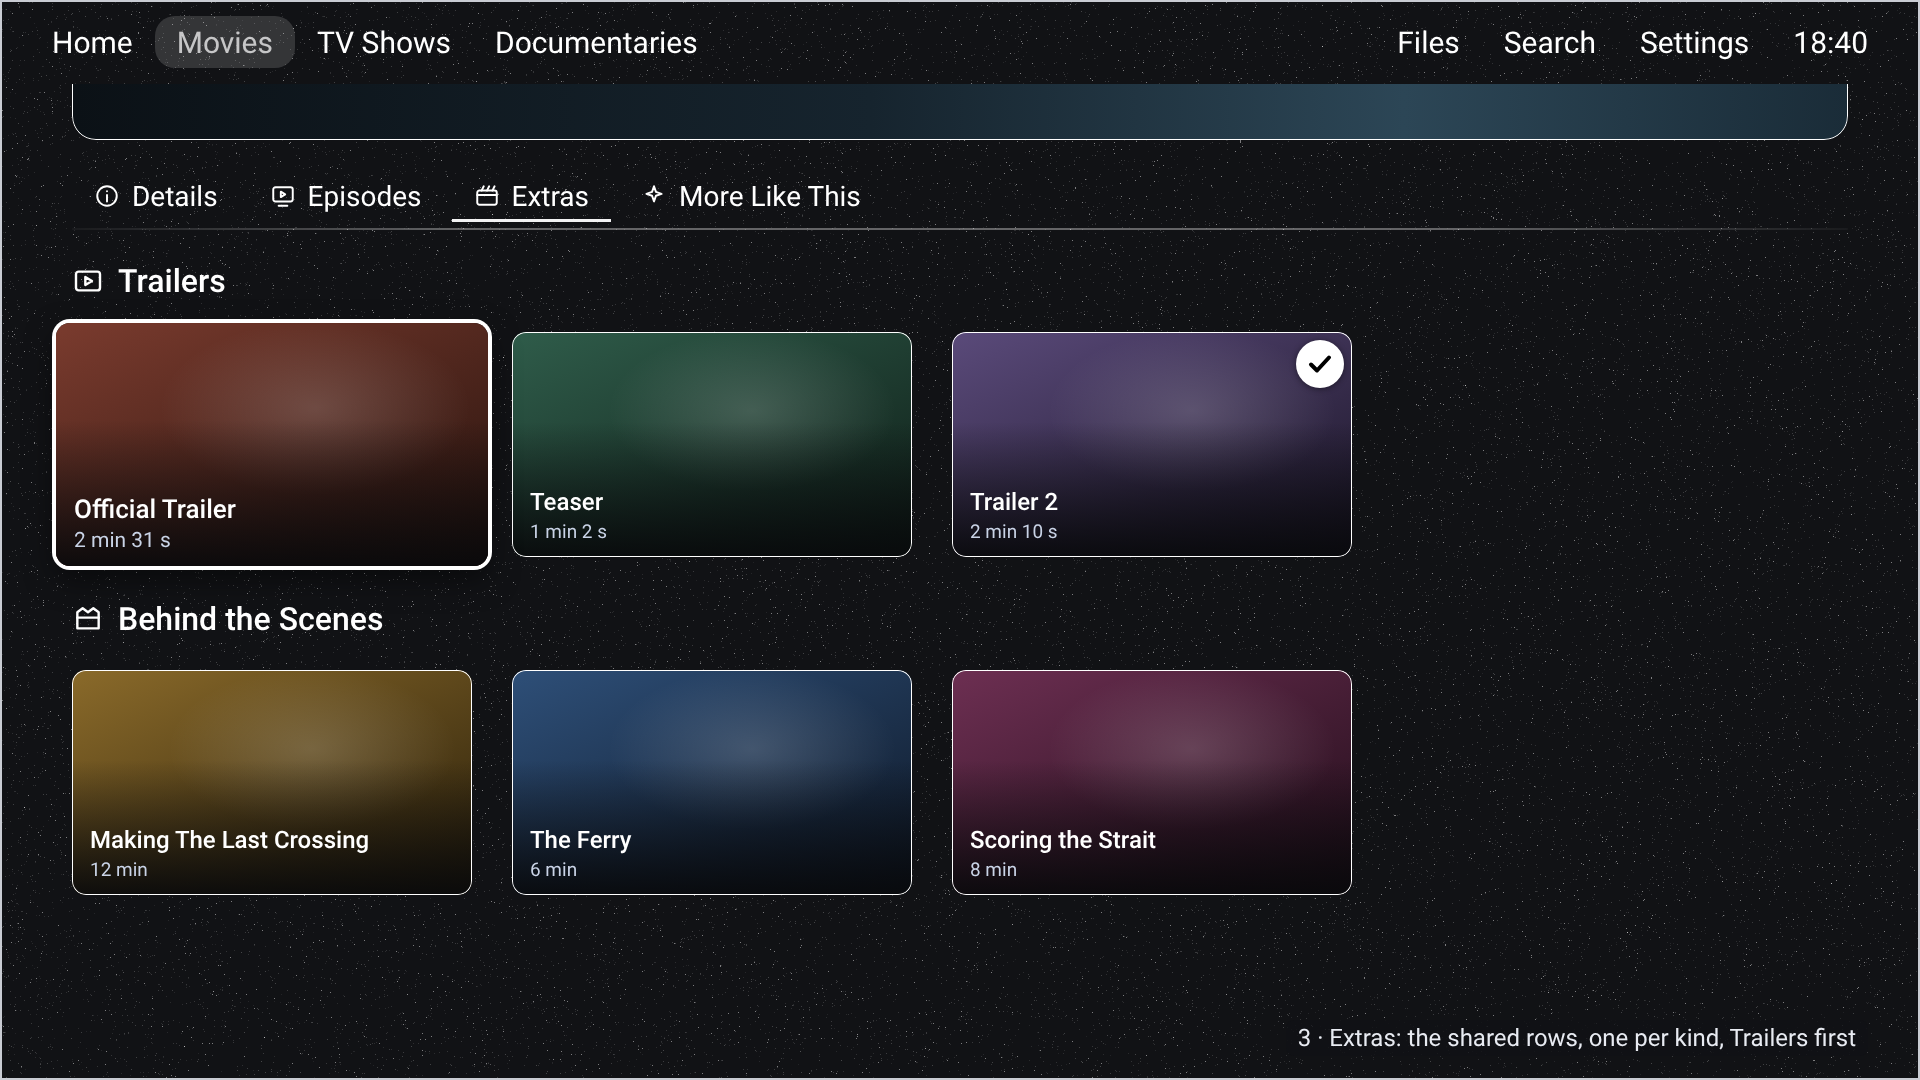 Home Movies TV Shows Documentaries Files Search Settings 18:40
Details Episodes Extras More Like This
Trailers
Official Trailer
2 min 31 s
Teaser
1 min 2 s
Trailer 2
2 min 10 s
Behind the Scenes
Making The Last Crossing
12 min
The Ferry
6 min
Scoring the Strait
8 min
3 · Extras: the shared rows, one per kind, Trailers first